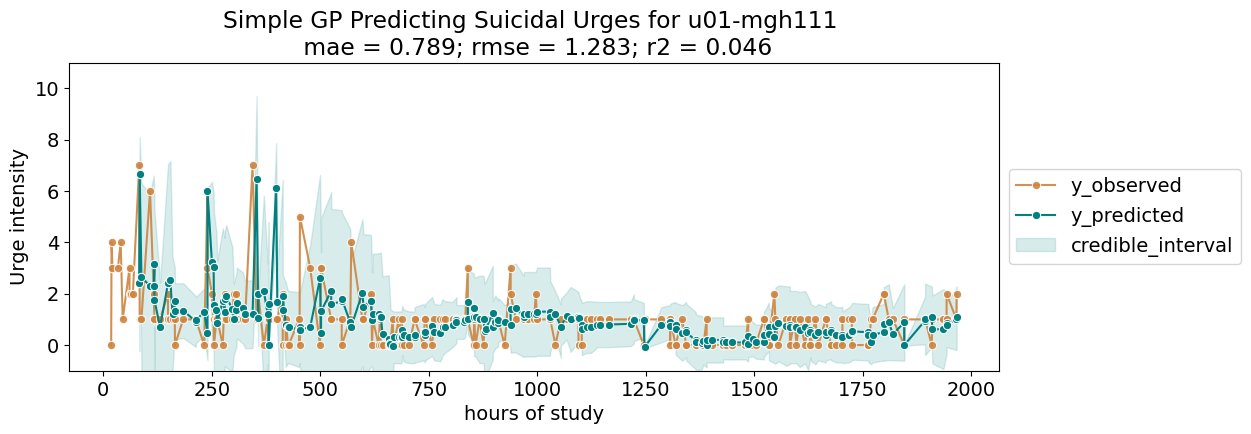 Simple GP Predicting Suicidal Urges for u01-mgh111
mae = 0.789; rmse = 1.283; r2 = 0.046
Urge intensity
10
8
6
4
2
0
0 250 500 750 1000 1250 1500 1750 2000
hours of study
y_observed
y_predicted
credible_interval